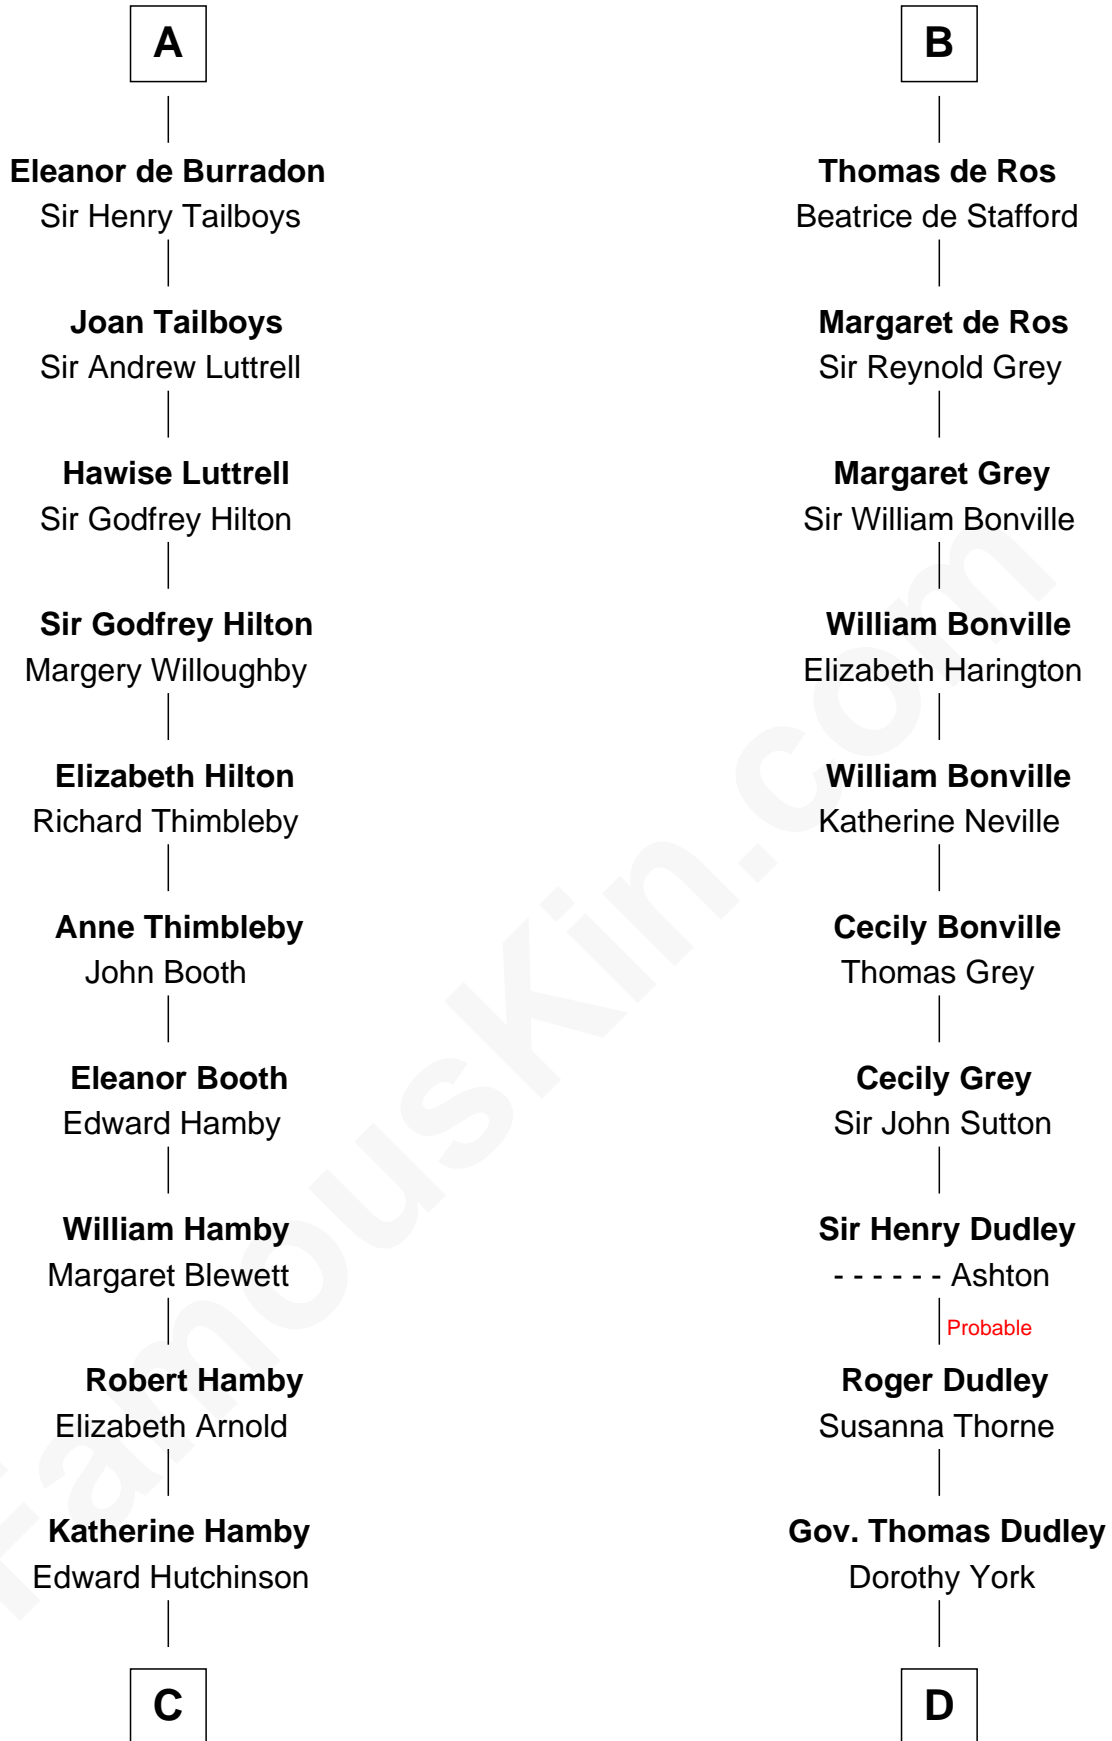 A
Eleanor de Burradon
Sir Henry Tailboys
Joan Tailboys
Sir Andrew Luttrell
Hawise Luttrell
Sir Godfrey Hilton
Sir Godfrey Hilton
Margery Willoughby
Elizabeth Hilton
Richard Thimbleby
Anne Thimbleby
John Booth
Eleanor Booth
Edward Hamby
William Hamby
Margaret Blewett
Robert Hamby
Elizabeth Arnold
Katherine Hamby
Edward Hutchinson
C
B
Thomas de Ros
Beatrice de Stafford
Margaret de Ros
Sir Reynold Grey
Margaret Grey
Sir William Bonville
William Bonville
Elizabeth Harington
William Bonville
Katherine Neville
Cecily Bonville
Thomas Grey
Cecily Grey
Sir John Sutton
Sir Henry Dudley
- - - - - - Ashton
Probable
Roger Dudley
Susanna Thorne
Gov. Thomas Dudley
Dorothy York
D
FamousKin.com